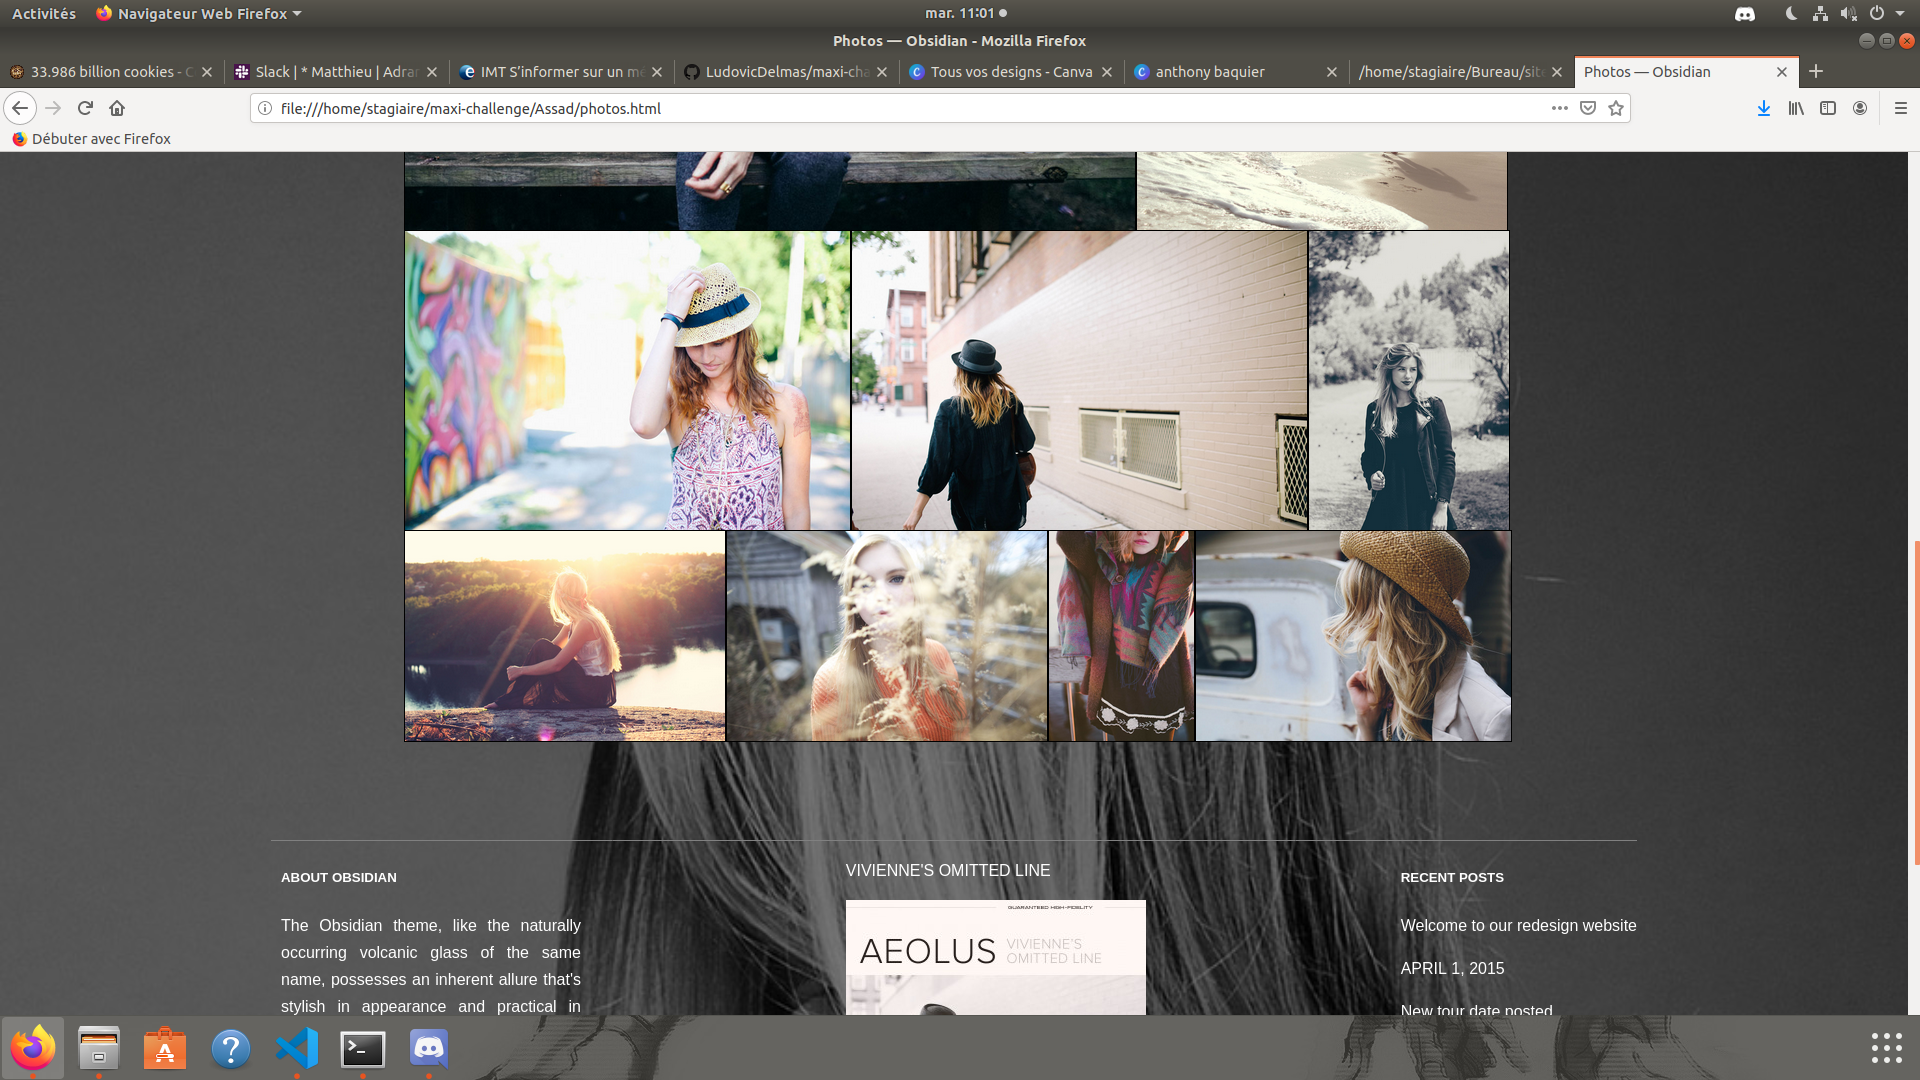 Activités
Navigateur Web Firefox
mar. 11:01
Photos — Obsidian - Mozilla Firefox
33.986 billion cookies - C
Slack | * Matthieu | Adrar
IMT S'informer sur un mé
LudovicDelmas/maxi-cha
Tous vos designs - Canva
anthony baquier
/home/stagiaire/Bureau/site
Photos — Obsidian
file:///home/stagiaire/maxi-challenge/Assad/photos.html
Débuter avec Firefox
ABOUT OBSIDIAN
The Obsidian theme, like the naturally
occurring volcanic glass of the same
name, possesses an inherent allure that's
stylish in appearance and practical in
VIVIENNE'S OMITTED LINE
GUARANTEED HIGH-FIDELITY
AEOLUS
VIVIENNE'S
OMITTED LINE
RECENT POSTS
Welcome to our redesign website
APRIL 1, 2015
New tour date posted